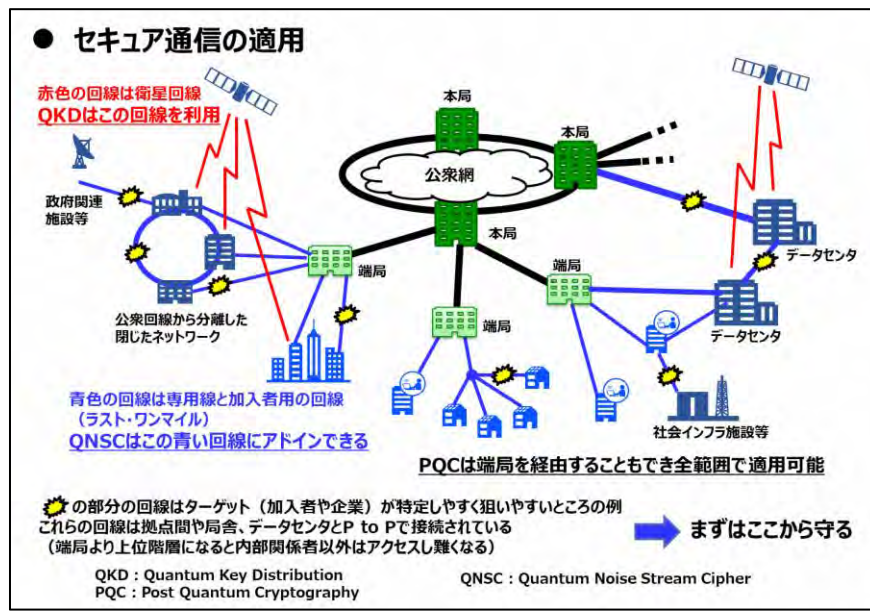 ● セキュア通信の適用
赤色の回線は衛星回線
QKDはこの回線を利用
本局
本局
公衆網
政府関連
施設等
本局
端局
データセンタ
端局
公衆回線から分離した
閉じたネットワーク
端局
データセンタ
青色の回線は専用線と加入者用の回線
（ラスト・ワンマイル）
QNSCはこの青い回線にアドインできる
社会インフラ施設等
PQCは端局を経由することもでき全範囲で適用可能
の部分の回線はターゲット（加入者や企業）が特定しやすく狙いやすいところの例
これらの回線は拠点間や局舎、データセンタとP to Pで接続されている
（端局より上位階層になると内部関係者以外はアクセスし難くなる）
まずはここから守る
QKD：Quantum Key Distribution
QNSC：Quantum Noise Stream Cipher
PQC：Post Quantum Cryptography